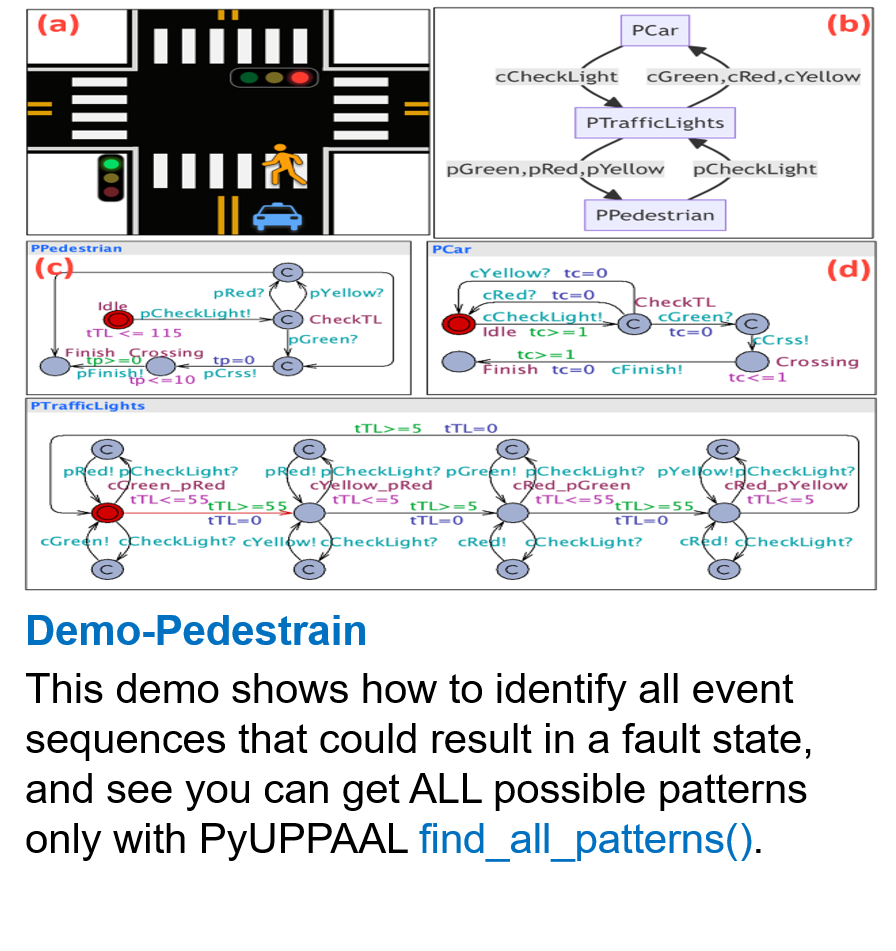 (a)
(b)
PCar
cCheckLight
cGreen,cRed,cYellow
PTrafficLights
pGreen,pRed,pYellow
pCheckLight
PPedestrian
PPedestrian
(c)
pRed?
pYellow?
Idle
pCheckLight!
C
CheckTL
tTL <= 115
pGreen?
Finish
Crossing
tp>=0
tp=0
pFinish!
pCrss!
tp<=10
C
C
PCar
(d)
cYellow? tc=0
cRed? tc=0
CheckTL
cCheckLight!
cGreen?
C
C
Idle tc>=1
tc=0
cCrss!
tc>=1
Crossing
Finish tc=0 cFinish!
tc<=1
PTrafficLights
tTL>=5 tTL=0
C
C
C
C
pRed! pCheckLight? pRed! pCheckLight? pGreen! pCheckLight? pYellow! pCheckLight?
cGreen_pRed
cYellow_pRed
cRed_pGreen
cRed_pYellow
tTL<=55
tTL>=55
tTL<=5
tTL>=5
tTL<=55
tTL>=55
tTL<=5
tTL=0
tTL=0
tTL=0
cGreen! cCheckLight? cYellow! cCheckLight? cRed! cCheckLight? cRed! cCheckLight?
C
C
C
C
Demo-Pedestrain
This demo shows how to identify all event
sequences that could result in a fault state,
and see you can get ALL possible patterns
only with PyUPPAAL find_all_patterns().